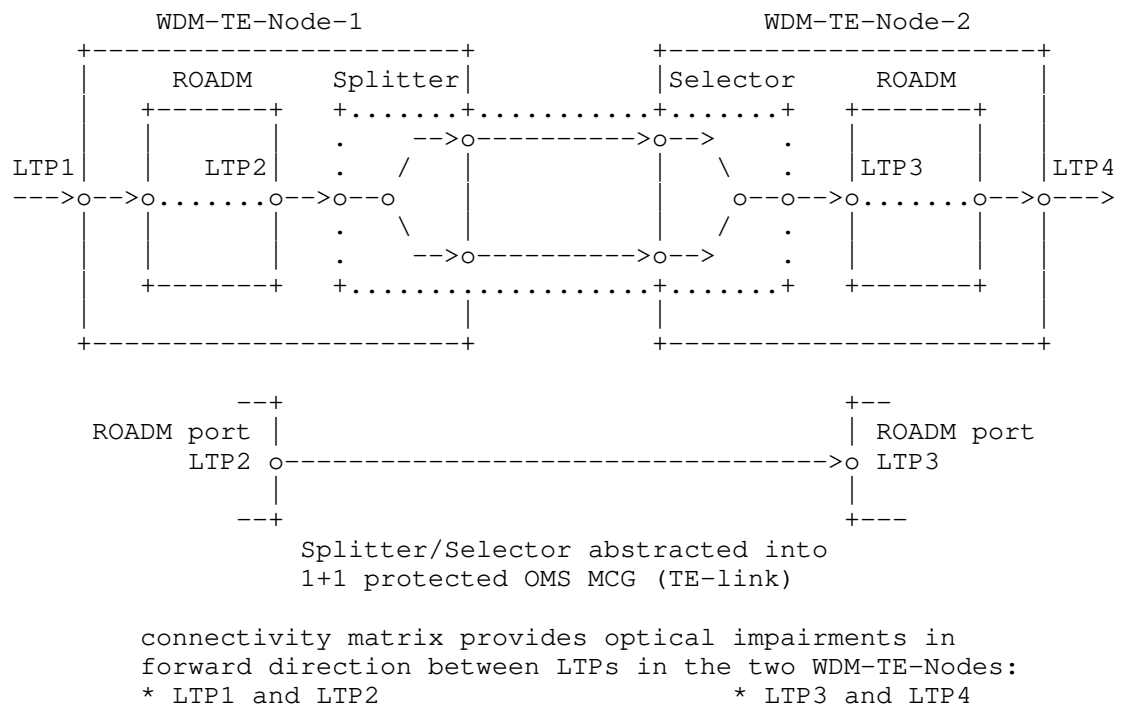 WDM-TE-Node-1 WDM-TE-Node-2
ROADM Splitter Selector ROADM
LTP1 LTP2 LTP3 LTP4
ROADM port ROADM port
LTP2 LTP3
Splitter/Selector abstracted into
1+1 protected OMS MCG (TE-link)
connectivity matrix provides optical impairments in
forward direction between LTPs in the two WDM-TE-Nodes:
* LTP1 and LTP2 * LTP3 and LTP4